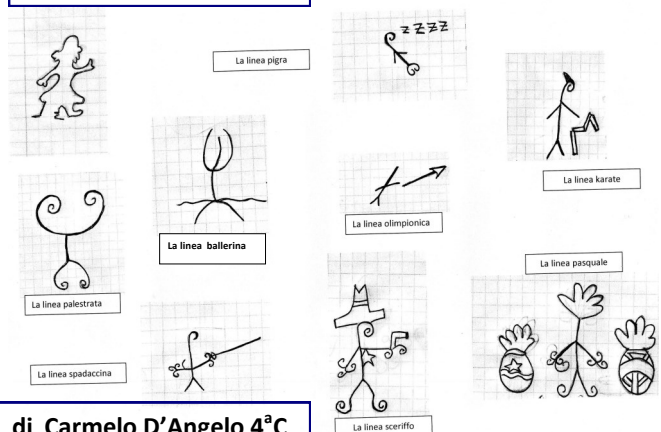 La linea pigra
zzzz
La linea karate
La linea ballerina
La linea olimpionica
La linea palestrata
La linea pasquale
La linea spadaccina
La linea sceriffo
di Carmelo D'Angelo 4ªC